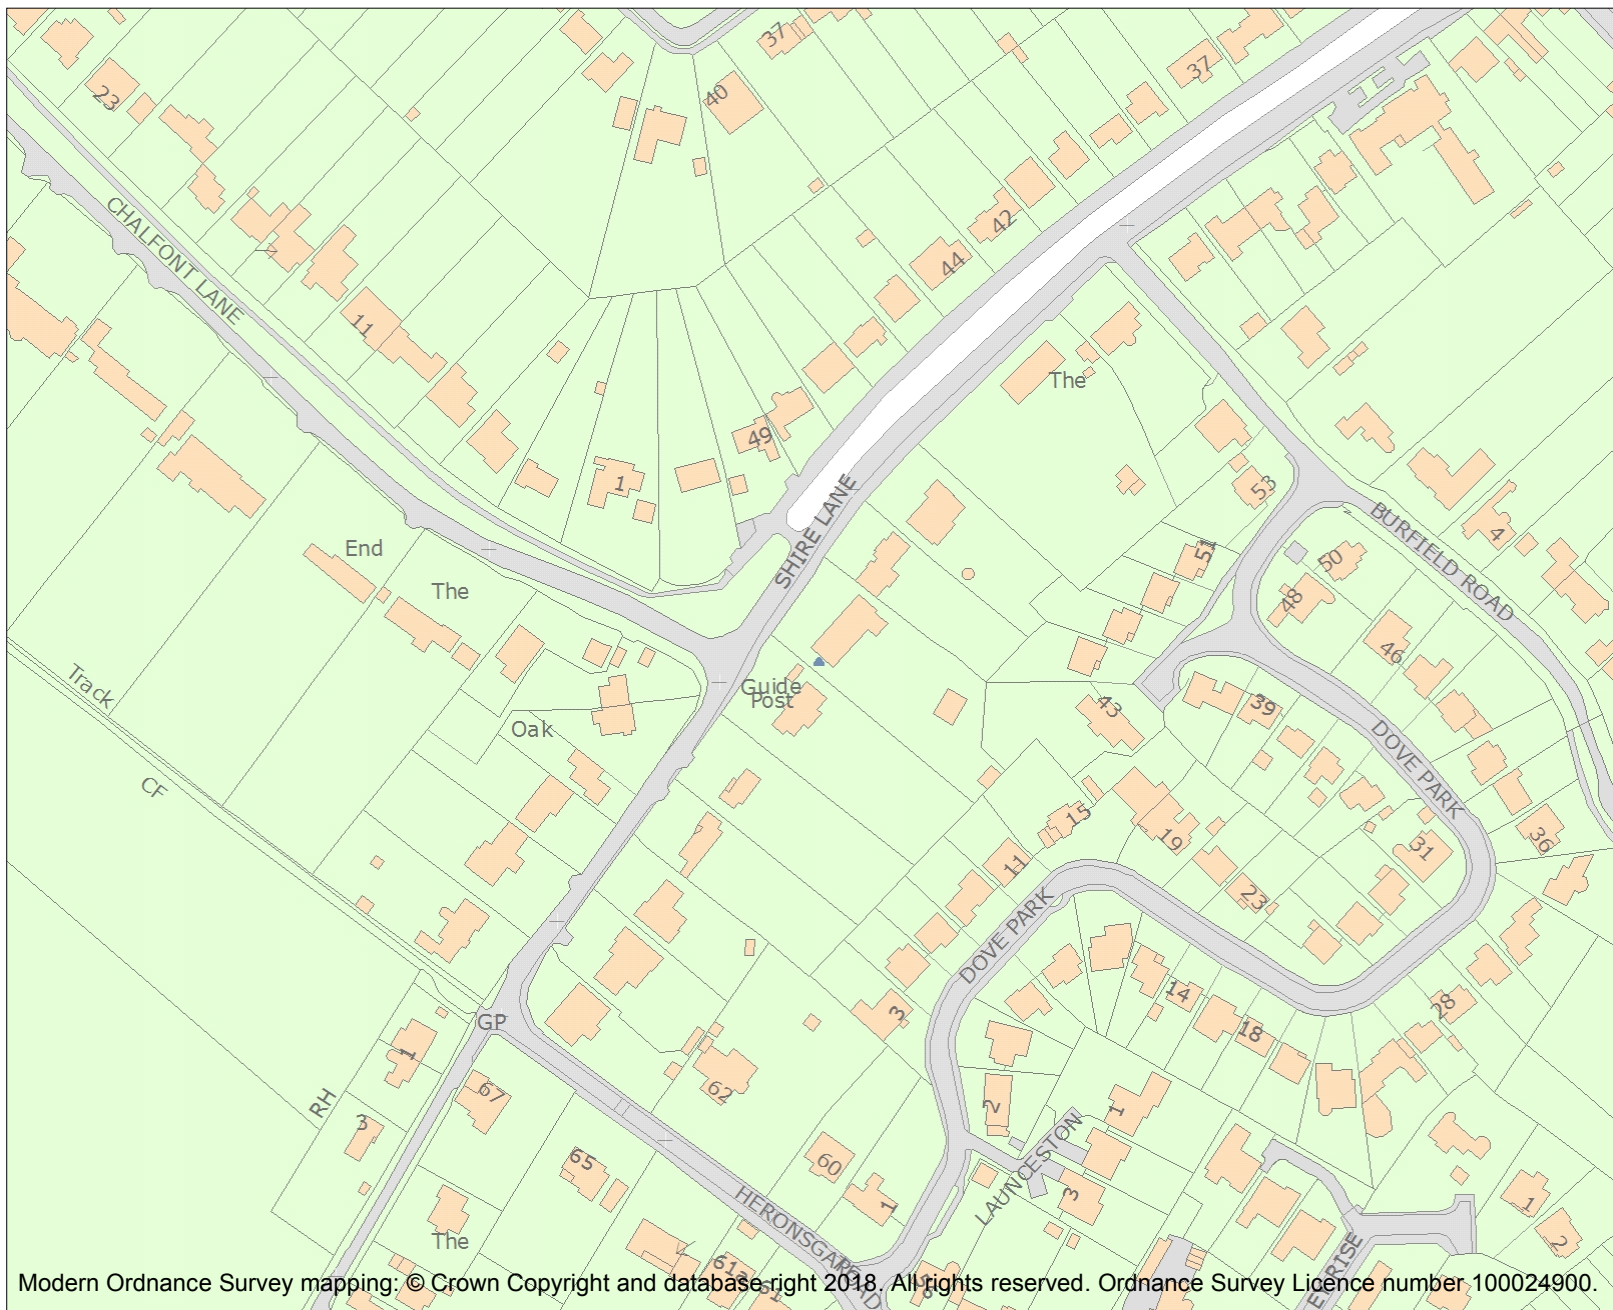 37
23
40
37
CHALFONT LANE
7
42
44
11
The
49
1
SHIRE LANE
53
BURFIELD ROAD
4
End
The
51
50
48
46
Track
Guide
Post
43
39
Oak
CF
DOVE PARK
15
19
31
36
11
23
DOVE PARK
14
28
3
18
GP
1
62
67
RH
3
2
1
65
60
LAUNCESTON
3
1
HERONSGATE
ROAD
1
2
The
61a
61
Modern Ordnance Survey mapping: © Crown Copyright and database right 2018. All rights reserved. Ordnance Survey Licence number 100024900.